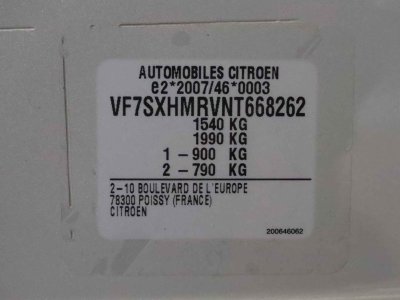 AUTOMOBILES CITROEN
e2*2007/46*0003
VF7SXHMRVNT668262
1540 KG
1990 KG
1 - 900 KG
2 - 790 KG
2-10 BOULEVARD DE L'EUROPE
78300 POISSY (FRANCE)
CITROEN
200646062